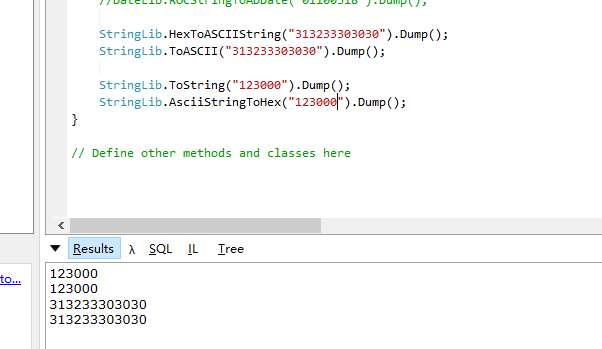 //DateLib.ROCStringToADDate("01100518").Dump();
StringLib.HexToASCIIString("313233303030").Dump();
StringLib.ToASCII("313233303030").Dump();
StringLib.ToString("123000").Dump();
StringLib.AsciiStringToHex("123000").Dump();
}
// Define other methods and classes here
Results λ SQL IL Tree
to...
123000
123000
313233303030
313233303030